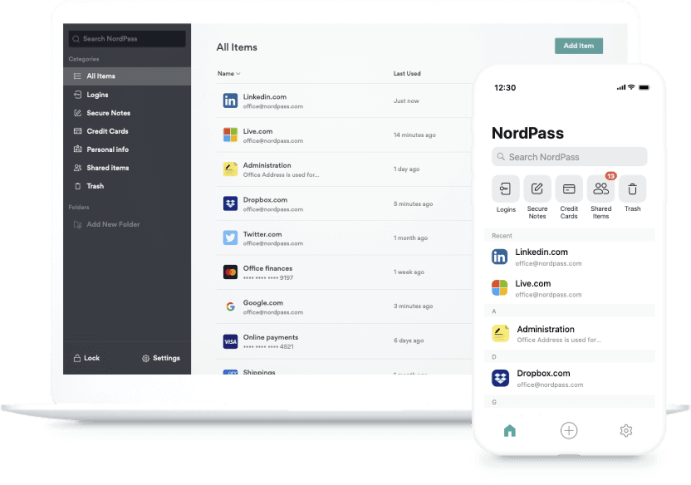 Search NordPass
Categories
All Items
Logins
Secure Notes
Credit Cards
Personal info
Shared items
Trash
Folders
Add New Folder
Lock
Settings
All Items
Add Item
Name
Last Used
Linkedin.com
office@nordpass.com
Just now
Live.com
office@nordpass.com
14 minutes ago
Administration
Office Address is used for...
1 day ago
Dropbox.com
office@nordpass.com
5 minutes ago
Twitter.com
office@nordpass.com
1 month ago
Office finances
•••• •••• •••• 9197
1 week ago
Google.com
office@nordpass.com
3 minutes ago
VISA
Online payments
•••• •••• •••• 4521
6 days ago
Shippings
1 month ago
12:30
NordPass
Search NordPass
13
Logins
Secure
Notes
Credit
Cards
Shared
Items
Trash
Recent
Linkedin.com
office@nordpass.com
Live.com
office@nordpass.com
A
Administration
Office Address is used for...
D
Dropbox.com
office@nordpass.com
G